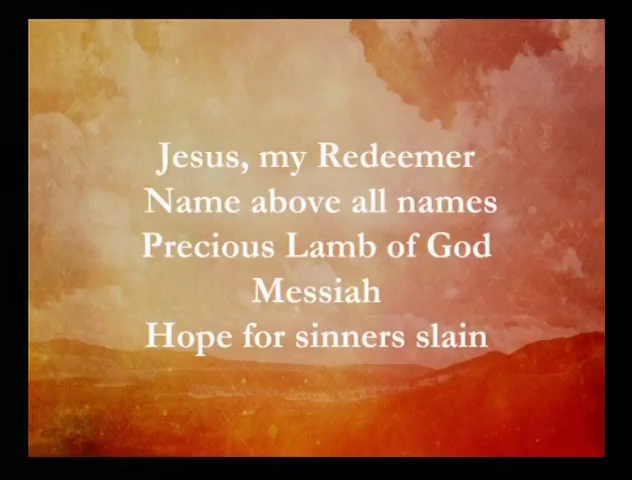 Jesus, my Redeemer
Name above all names
Precious Lamb of God
Messiah
Hope for sinners slain